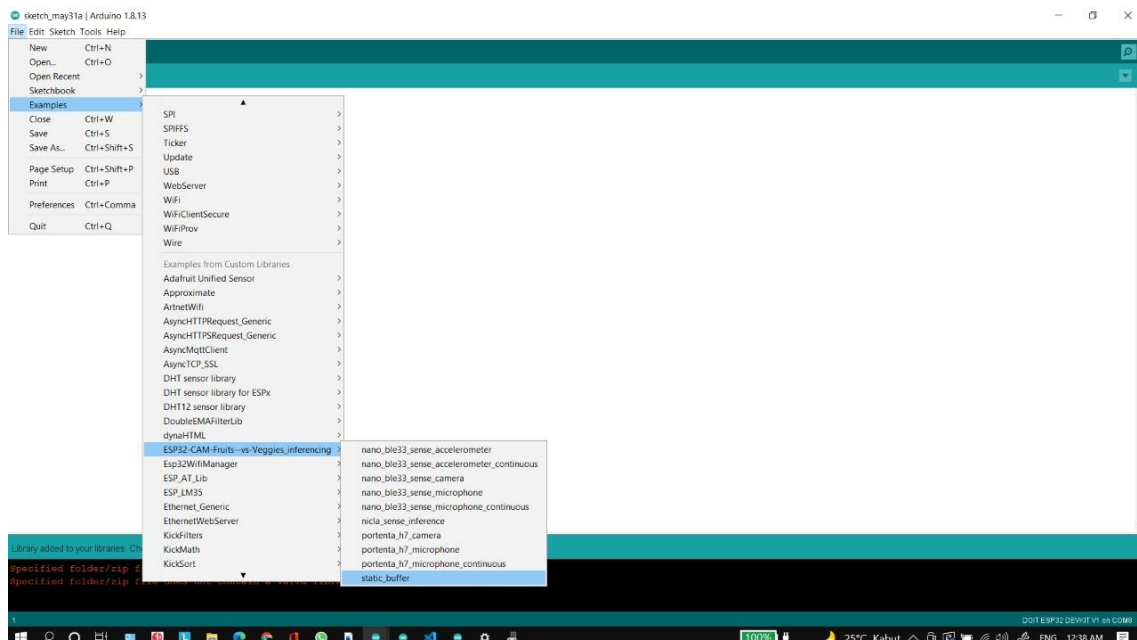 sketch_may31a | Arduino 1.8.13
File Edit Sketch Tools Help
New Ctrl+N
Open... Ctrl+O
Open Recent
Sketchbook
Examples
Close Ctrl+W
Save Ctrl+S
Save As... Ctrl+Shift+S
Page Setup Ctrl+Shift+P
Print Ctrl+P
Preferences Ctrl+Comma
Quit Ctrl+Q
SPI
SPIFFS
Ticker
Update
USB
WebServer
WiFi
WiFiClientSecure
WiFiProv
Wire
Examples from Custom Libraries
Adafruit Unified Sensor
Approximate
ArtnetWifi
AsyncHTTPRequest_Generic
AsyncHTTPSRequest_Generic
AsyncMqttClient
AsyncTCP_SSL
DHT sensor library
DHT sensor library for ESPx
DHT12 sensor library
DoubleEMAFilterLib
dynaHTML
ESP32-CAM-Fruits--vs-Veggies_inferencing
Esp32WifiManager
ESP_AT_Lib
ESP_LM35
Ethernet_Generic
EthernetWebServer
KickFilters
KickMath
KickSort
nano_ble33_sense_accelerometer
nano_ble33_sense_accelerometer_continuous
nano_ble33_sense_camera
nano_ble33_sense_microphone
nano_ble33_sense_microphone_continuous
nicla_sense_inference
portenta_h7_camera
portenta_h7_microphone
portenta_h7_microphone_continuous
static_buffer
Library added to your libraries. Ch
Specified folder/zip f
Specified folder/zip
1
DOIT ESP32 DEVKIT V1 on COM8
100% 25°C Kabut ENG 12:38 AM